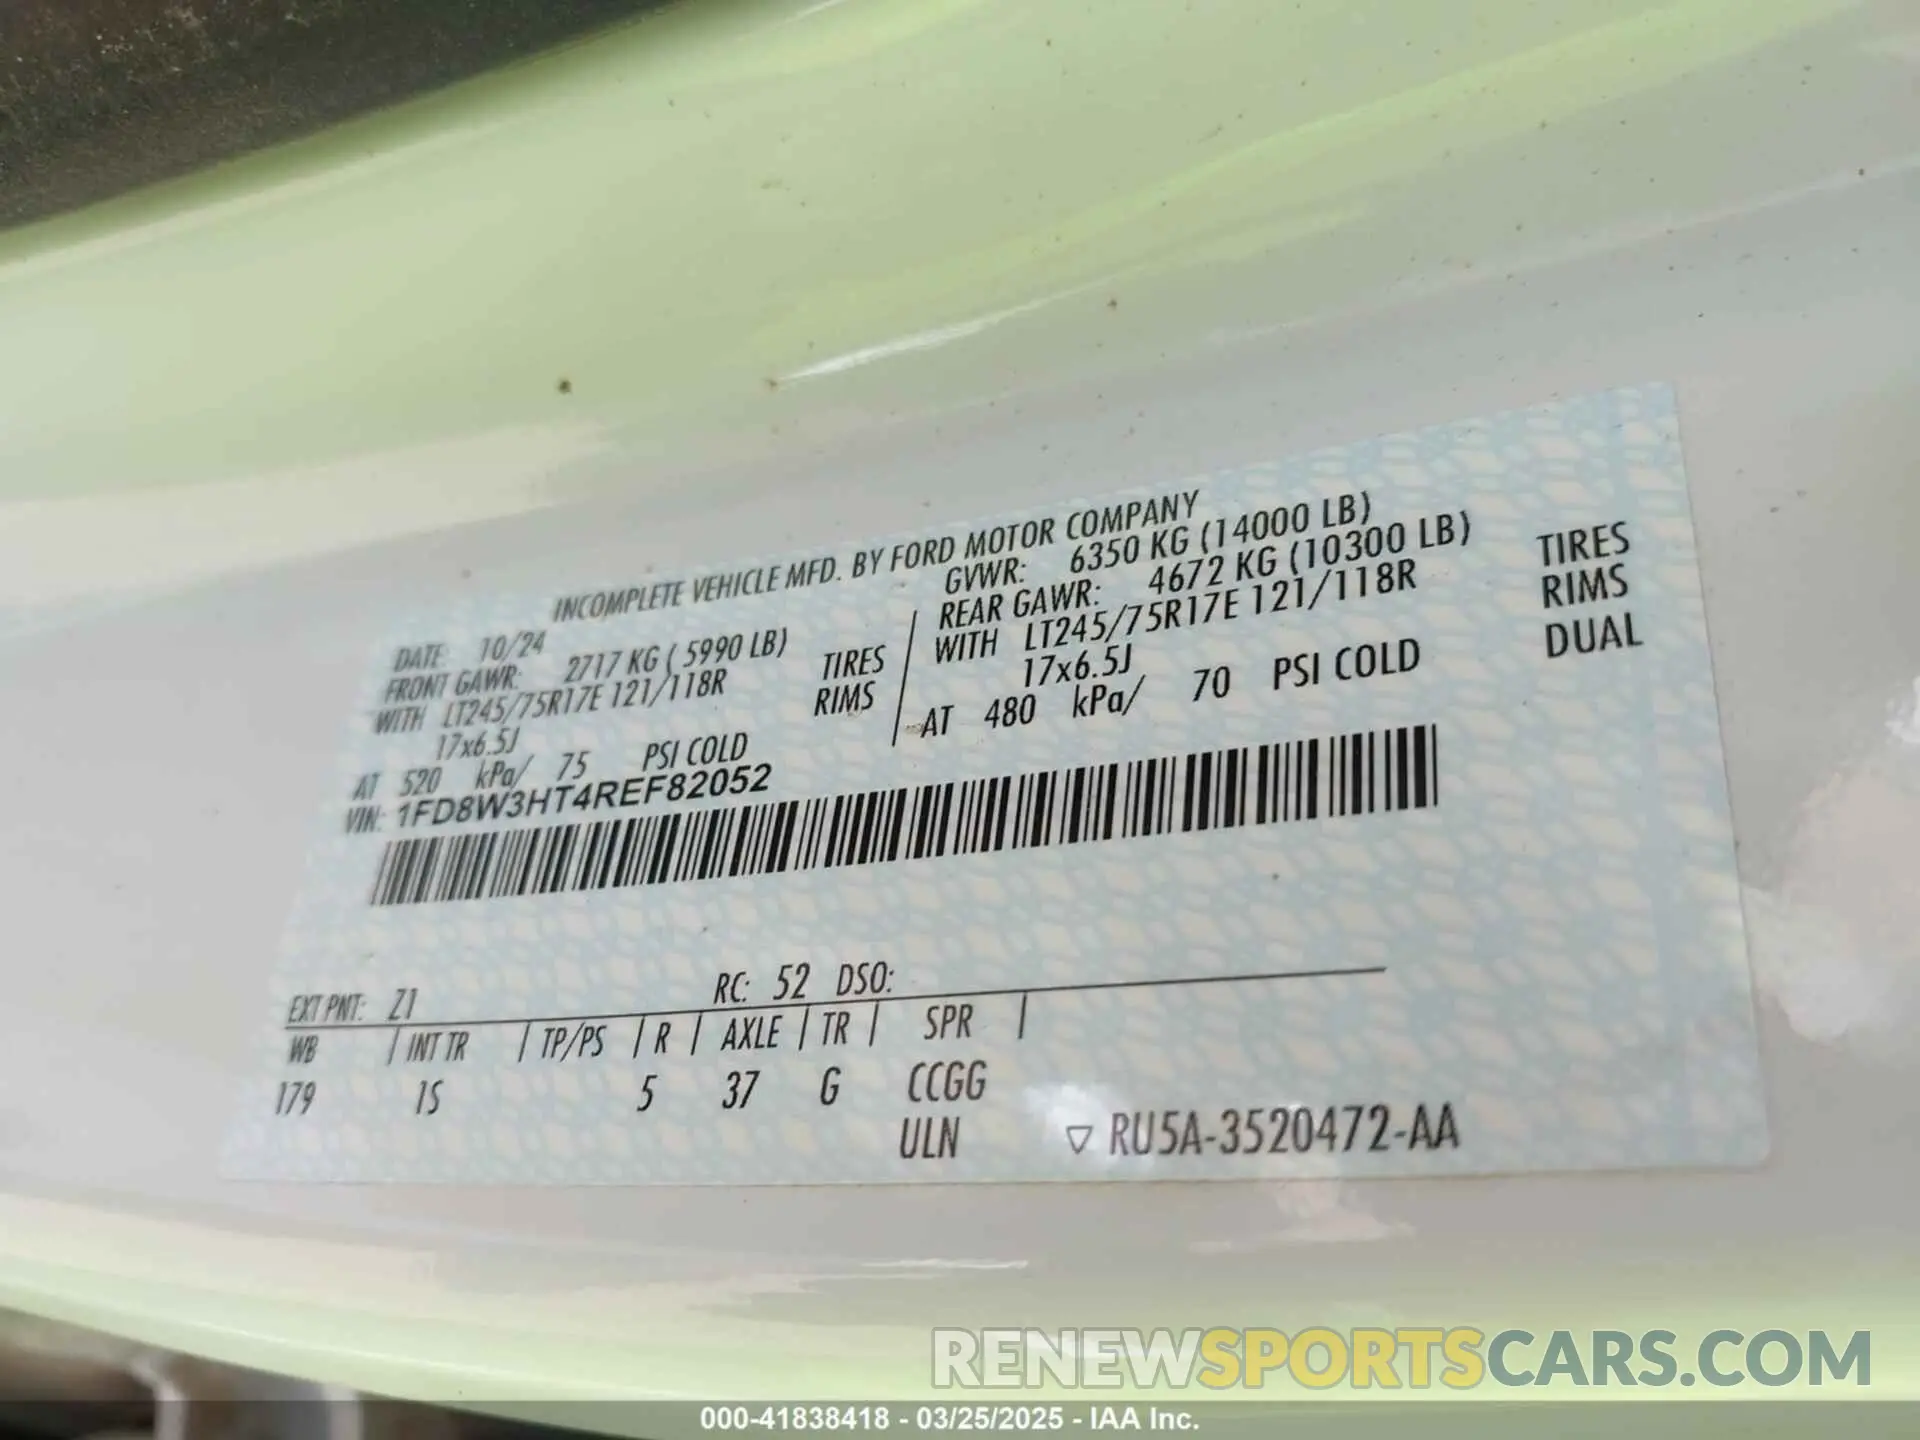 INCOMPLETE VEHICLE MFD. BY FORD MOTOR COMPANY
DATE: 10/24 GVWR: 6350 KG (14000 LB)
FRONT GAWR: 2717 KG ( 5990 LB) REAR GAWR: 4672 KG (10300 LB)
WITH LT245/75R17E 121/118R TIRES WITH LT245/75R17E 121/118R TIRES
17x6.5J RIMS 17x6.5J RIMS
AT 520 kPa/ 75 PSI COLD AT 480 kPa/ 70 PSI COLD DUAL
VIN: 1FD8W3HT4REF82052
EXT PNT: Z1 RC: 52 DSO:
WB | INT TR | TP/PS | R | AXLE | TR | SPR |
179 1S 5 37 G CCGG
ULN ▽ RU5A-3520472-AA
RENEWSPORTSCARS.COM
000-41838418 - 03/25/2025 - IAA Inc.